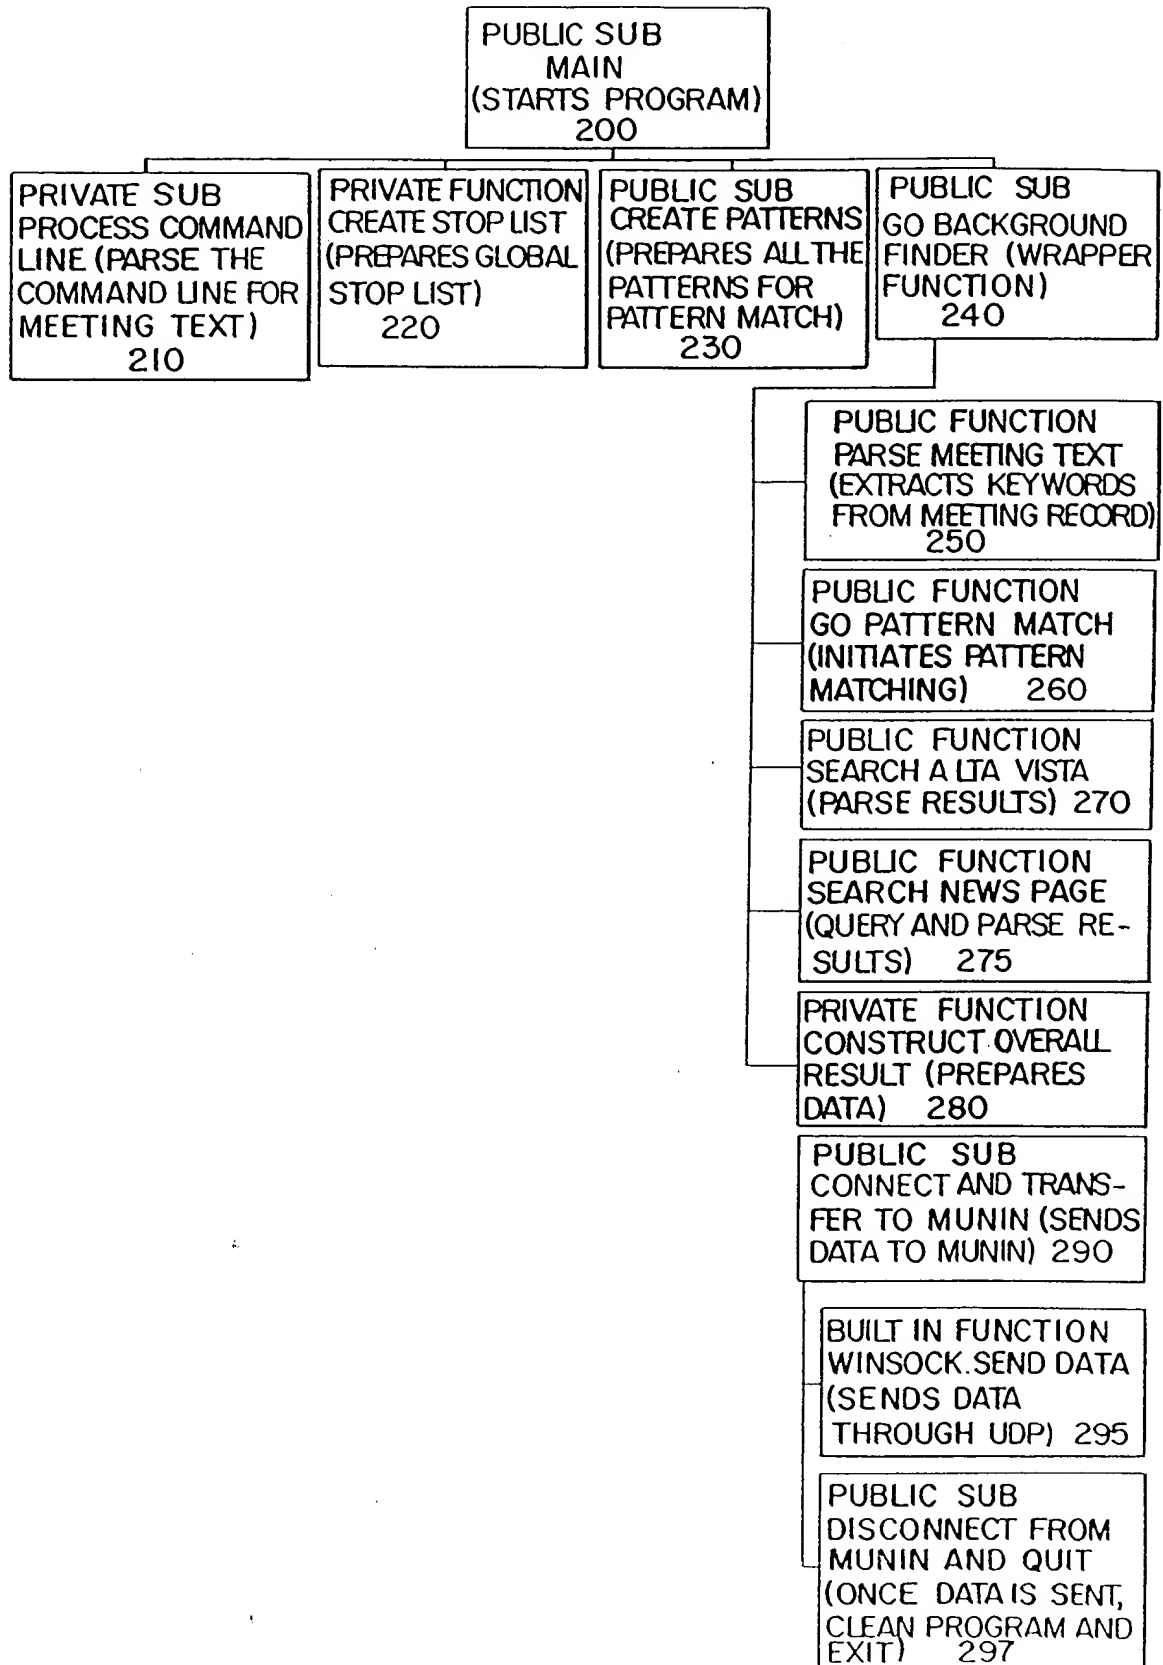 PUBLIC SUB
MAIN
(STARTS PROGRAM)
200
PRIVATE SUB
PROCESS COMMAND
LINE (PARSE THE
COMMAND LINE FOR
MEETING TEXT)
210
PRIVATE FUNCTION
CREATE STOP LIST
(PREPARES GLOBAL
STOP LIST)
220
PUBLIC SUB
CREATE PATTERNS
(PREPARES ALL THE
PATTERNS FOR
PATTERN MATCH)
230
PUBLIC SUB
GO BACKGROUND
FINDER (WRAPPER
FUNCTION)
240
PUBLIC FUNCTION
PARSE MEETING TEXT
(EXTRACTS KEYWORDS
FROM MEETING RECORD)
250
PUBLIC FUNCTION
GO PATTERN MATCH
(INITIATES PATTERN
MATCHING) 260
PUBLIC FUNCTION
SEARCH ALTA VISTA
(PARSE RESULTS) 270
PUBLIC FUNCTION
SEARCH NEWS PAGE
(QUERY AND PARSE RE-
SULTS) 275
PRIVATE FUNCTION
CONSTRUCT OVERALL
RESULT (PREPARES
DATA) 280
PUBLIC SUB
CONNECT AND TRANS-
FER TO MUNIN (SENDS
DATA TO MUNIN) 290
BUILT IN FUNCTION
WINSOCK.SEND DATA
(SENDS DATA
THROUGH UDP) 295
PUBLIC SUB
DISCONNECT FROM
MUNIN AND QUIT
(ONCE DATA IS SENT,
CLEAN PROGRAM AND
EXIT) 297